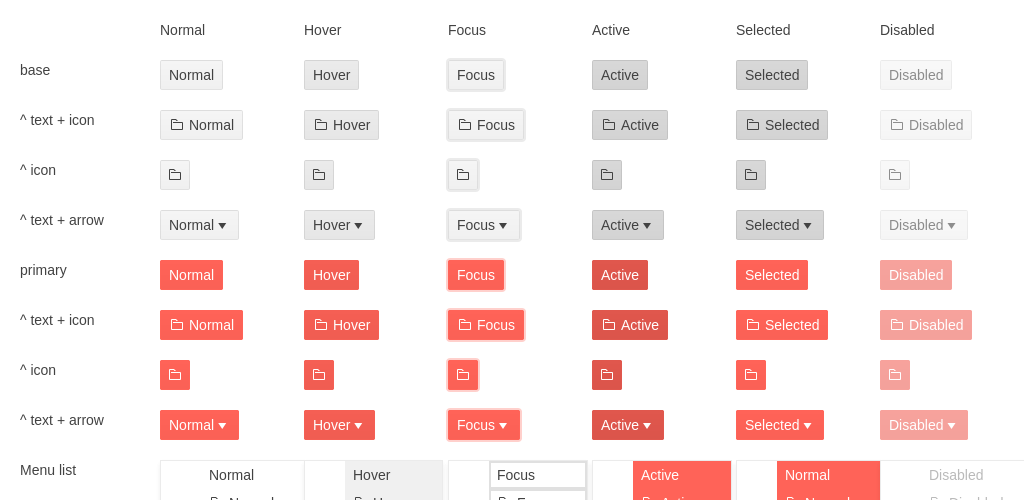 Normal Hover Focus Active Selected Disabled
base Normal Hover Focus Active Selected Disabled
^ text + icon Normal Hover Focus Active Selected Disabled
^ icon
^ text + arrow Normal Hover Focus Active Selected Disabled
primary Normal Hover Focus Active Selected Disabled
^ text + icon Normal Hover Focus Active Selected Disabled
^ icon
^ text + arrow Normal Hover Focus Active Selected Disabled
Menu list Normal Hover Focus Active Normal Disabled